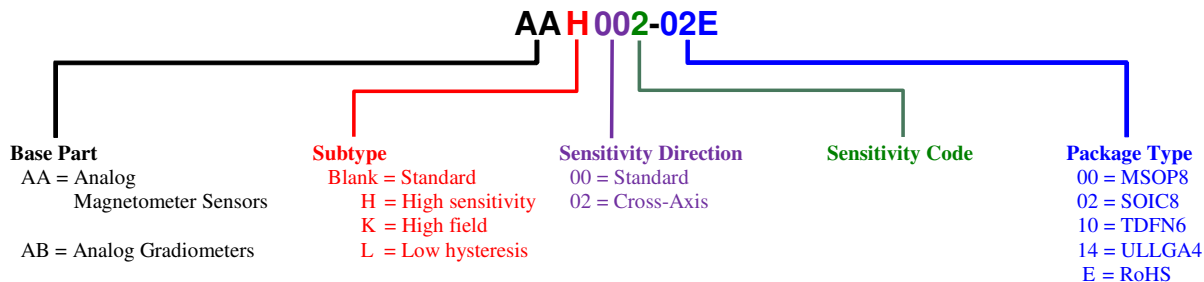 AAH002-02E
Base Part
AA = Analog
Magnetometer Sensors
AB = Analog Gradiometers
Subtype
Blank = Standard
H = High sensitivity
K = High field
L = Low hysteresis
Sensitivity Direction
00 = Standard
02 = Cross-Axis
Sensitivity Code
Package Type
00 = MSOP8
02 = SOIC8
10 = TDFN6
14 = ULLGA4
E = RoHS